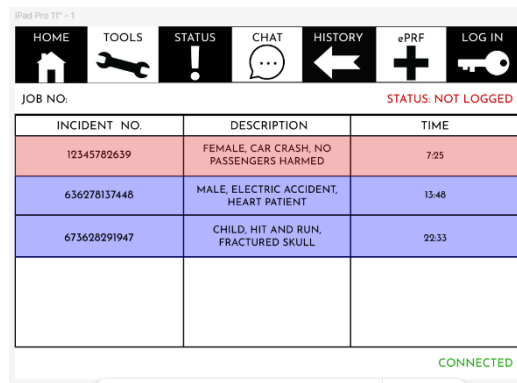 iPad Pro 11" - 1
HOME TOOLS STATUS CHAT HISTORY ePRF LOG IN
JOB NO: STATUS: NOT LOGGED
INCIDENT NO. DESCRIPTION TIME
12345782639 FEMALE, CAR CRASH, NO PASSENGERS HARMED 7:25
636278137448 MALE, ELECTRIC ACCIDENT, HEART PATIENT 13:48
673628291947 CHILD, HIT AND RUN, FRACTURED SKULL 22:33
CONNECTED